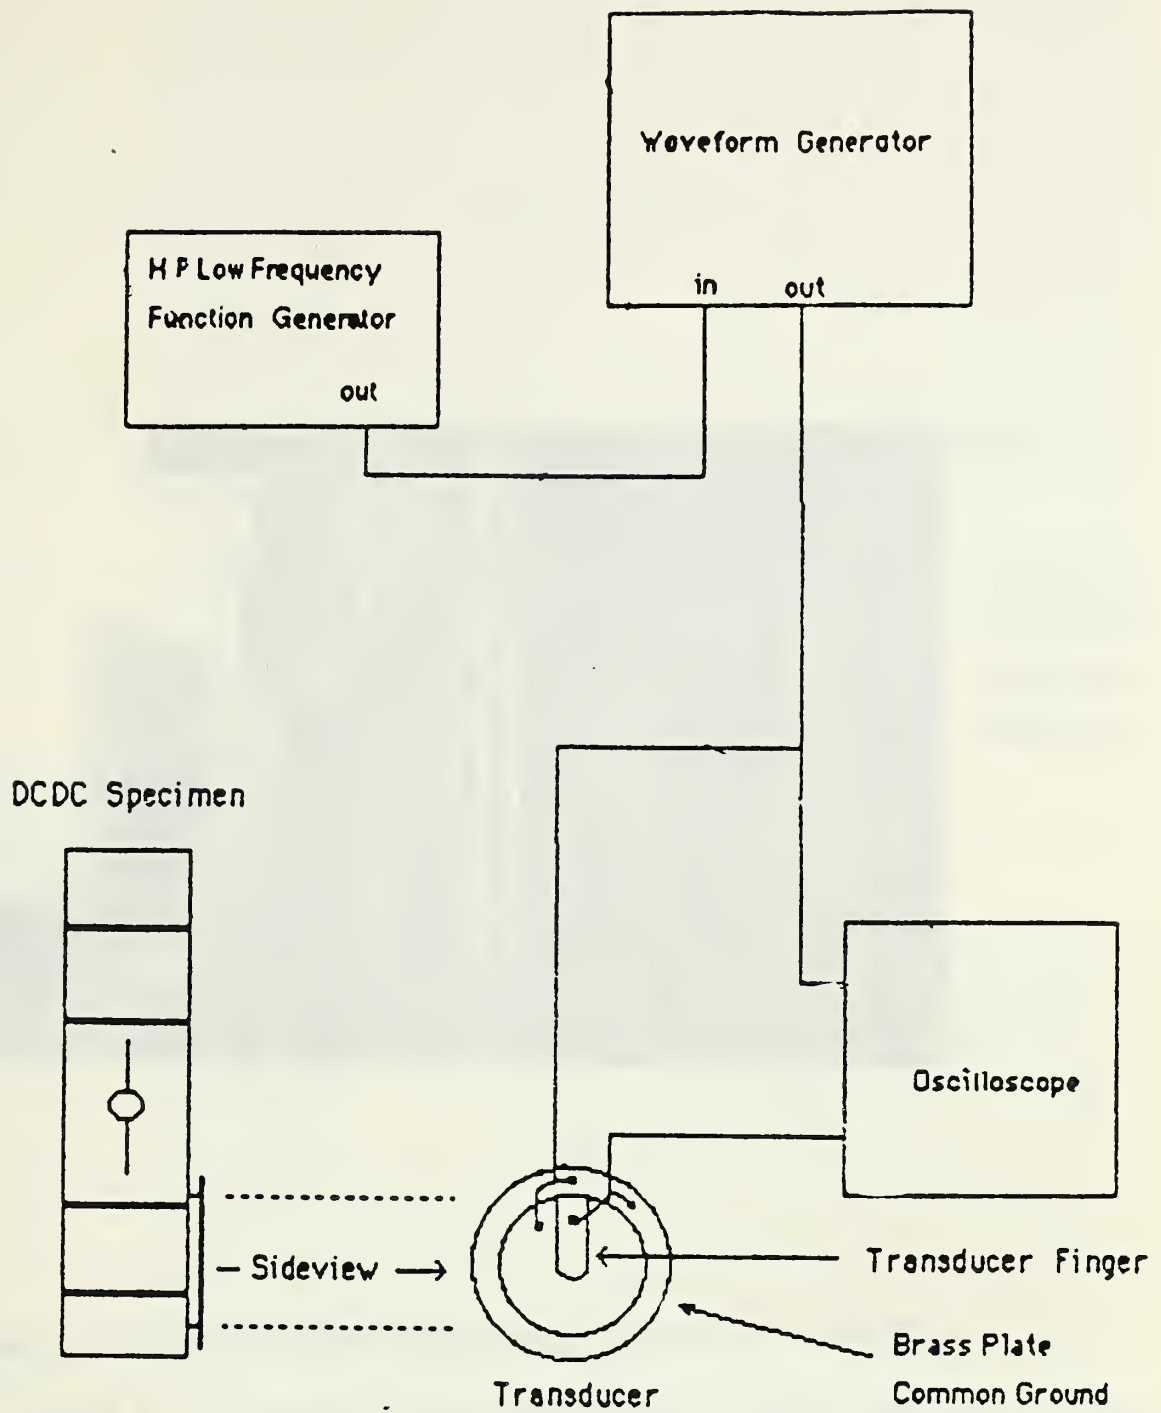 Waveform Generator
in out
HP Low Frequency
Function Generator
out
DCDC Specimen
Oscilloscope
Sideview
Transducer Finger
Brass Plate
Common Ground
Transducer